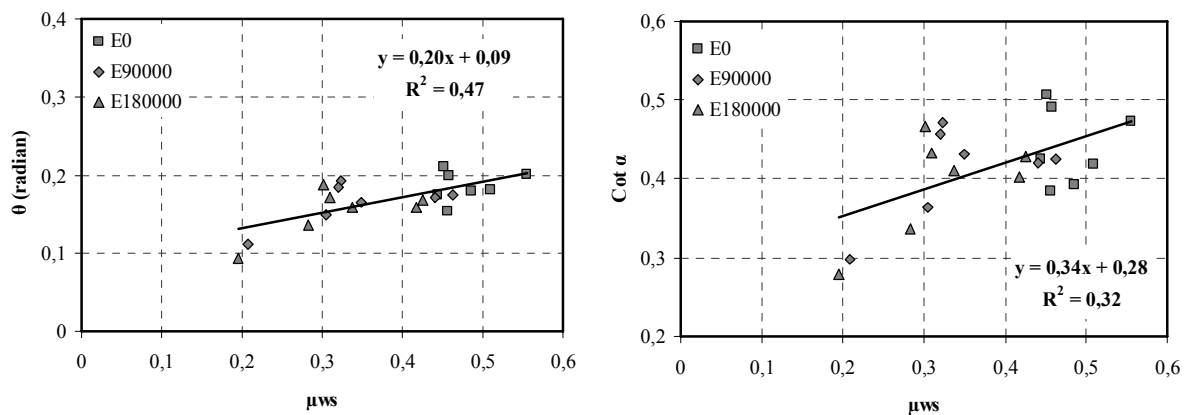 0,4
0,3
0,2
0,1
0
θ (radian)
E0
E90000
E180000
y = 0,20x + 0,09
R² = 0,47
0
0,1
0,2
0,3
0,4
0,5
0,6
μws
0,6
0,5
0,4
0,3
0,2
Cot α
E0
E90000
E180000
y = 0,34x + 0,28
R² = 0,32
0
0,1
0,2
0,3
0,4
0,5
0,6
μws